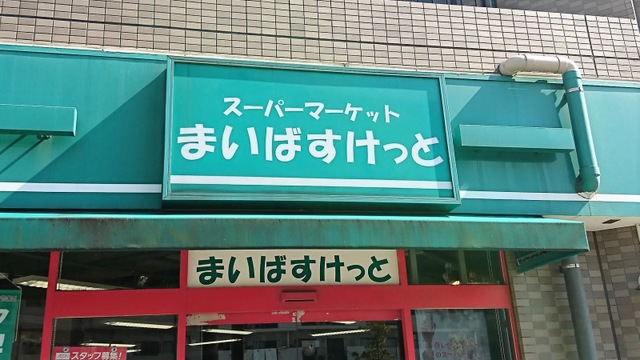 スーパーマーケット
まいばすけっと
まいばすけっと
スタッフ募集!